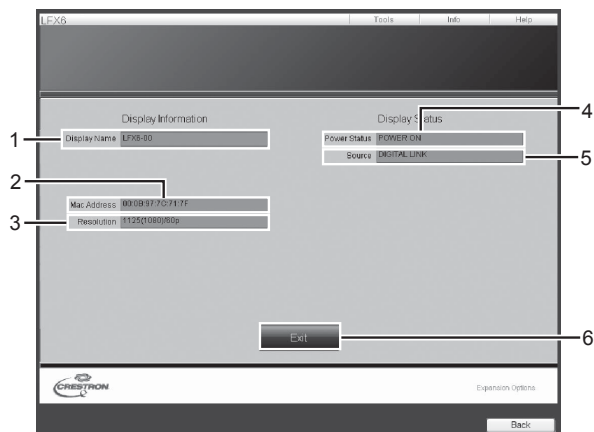 LFX6
Tools Info Help
Display Information
Display Status
4
1
Display Name LFX6-00
Power Status POWER ON
Source DIGITAL LINK
5
2
Mac Address 00:0B:97:7C:71:7F
3
Resolution 1125(1080)/60p
Exit
6
CRESTRON
Expansion Options
Back